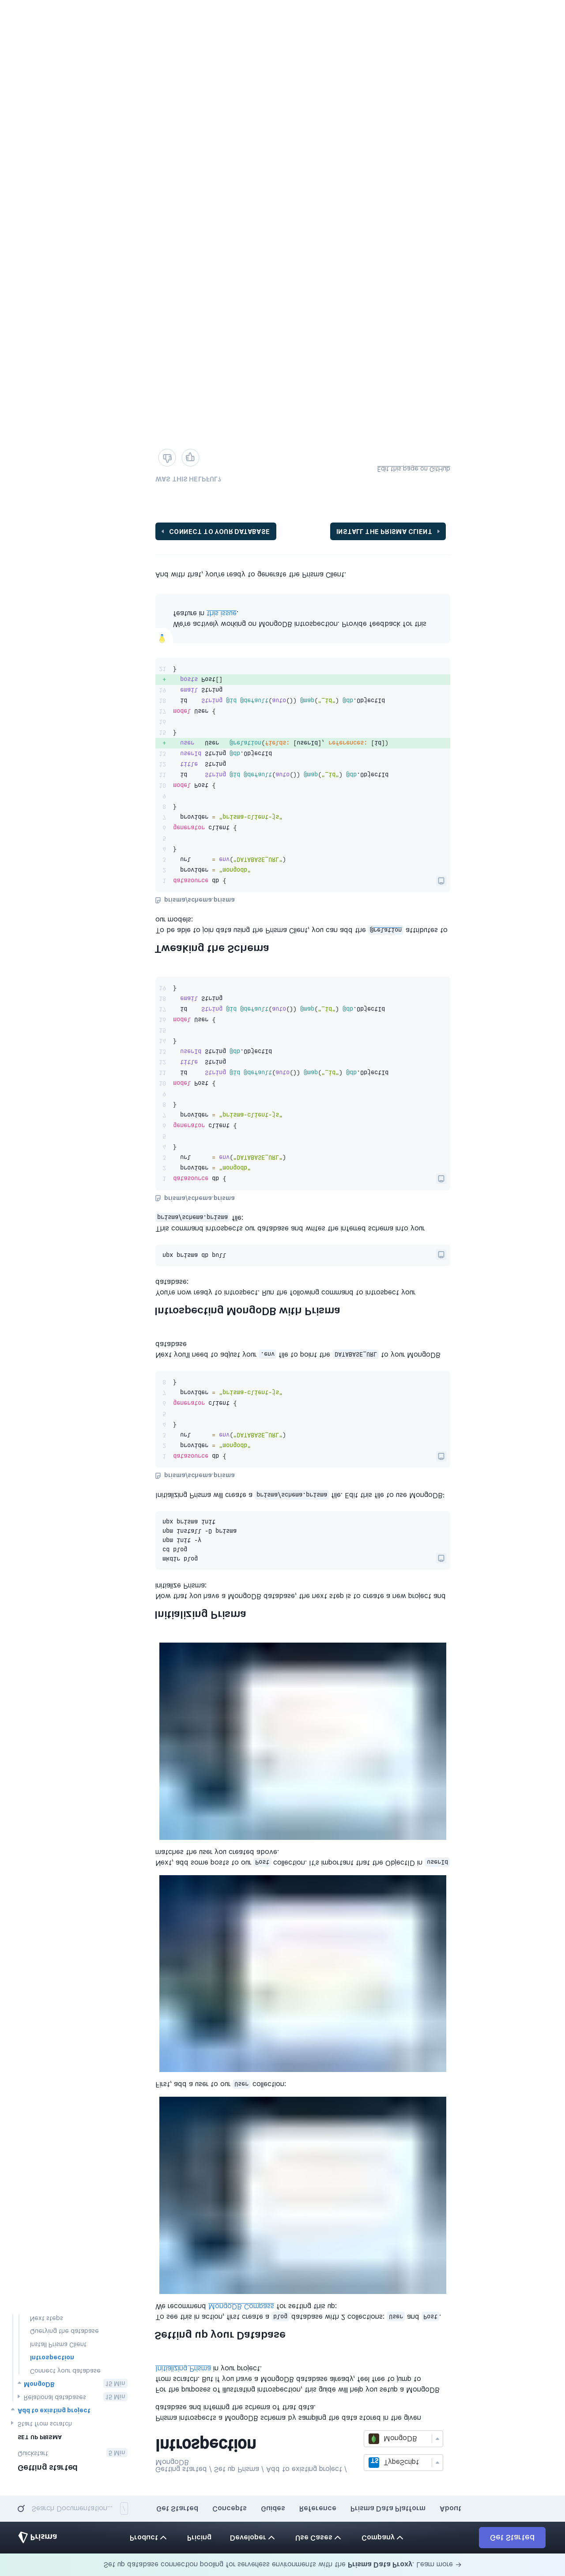 Set up database connection pooling for serverless environments with the Prisma Data Proxy. Learn more →
Prisma
Product
Pricing
Developer
Use Cases
Company
Get Started
Search Documentation...
/
Get Started
Concepts
Guides
Reference
Prisma Data Platform
About
Getting started
Quickstart
5 Min
SET UP PRISMA
Start from scratch
Add to existing project
Relational databases
15 Min
MongoDB
15 Min
Connect your database
Introspection
Install Prisma Client
Querying the database
Next steps
Getting started / Set up Prisma / Add to existing project /
MongoDB
TS TypeScript
MongoDB
Introspection
Prisma introspects a MongoDB schema by sampling the data stored in the given
database and inferring the schema of that data.
For the purposes of illustrating introspection, this guide will help you setup a MongoDB
from scratch. But if you have a MongoDB database already, feel free to jump to
Initializing Prisma in your project.
Setting up your Database
To see this in action, first create a blog database with 2 collections: User and Post.
We recommend MongoDB Compass for setting this up:
First, add a user to our User collection:
Next, add some posts to our Post collection. It's important that the ObjectID in userId
matches the user you created above.
Initializing Prisma
Now that you have a MongoDB database, the next step is to create a new project and
initialize Prisma:
mkdir blog
cd blog
npm init -y
npm install -D prisma
npx prisma init
Initializing Prisma will create a prisma/schema.prisma file. Edit this file to use MongoDB:
prisma/schema.prisma
1 datasource db {
2 provider = "mongodb"
3 url = env("DATABASE_URL")
4 }
5
6 generator client {
7 provider = "prisma-client-js"
8 }
Next you'll need to adjust your .env file to point the DATABASE_URL to your MongoDB
database
Introspecting MongoDB with Prisma
You're now ready to introspect. Run the following command to introspect your
database:
npx prisma db pull
This command introspects our database and writes the inferred schema into your
prisma/schema.prisma file:
prisma/schema.prisma
1 datasource db {
2 provider = "mongodb"
3 url = env("DATABASE_URL")
4 }
5
6 generator client {
7 provider = "prisma-client-js"
8 }
9
10 model Post {
11 id String @id @default(auto()) @map("_id") @db.ObjectId
12 title String
13 userId String @db.ObjectId
14 }
15
16 model User {
17 id String @id @default(auto()) @map("_id") @db.ObjectId
18 email String
19 }
Tweaking the Schema
To be able to join data using the Prisma Client, you can add the @relation attributes to
our models:
prisma/schema.prisma
1 datasource db {
2 provider = "mongodb"
3 url = env("DATABASE_URL")
4 }
5
6 generator client {
7 provider = "prisma-client-js"
8 }
9
10 model Post {
11 id String @id @default(auto()) @map("_id") @db.ObjectId
12 title String
13 userId String @db.ObjectId
+ user User @relation(fields: [userId], references: [id])
15 }
16
17 model User {
18 id String @id @default(auto()) @map("_id") @db.ObjectId
19 email String
+ posts Post[]
21 }
We're actively working on MongoDB introspection. Provide feedback for this
feature in this issue.
And with that, you're ready to generate the Prisma Client.
CONNECT TO YOUR DATABASE
INSTALL THE PRISMA CLIENT
WAS THIS HELPFUL?
Edit this page on GitHub